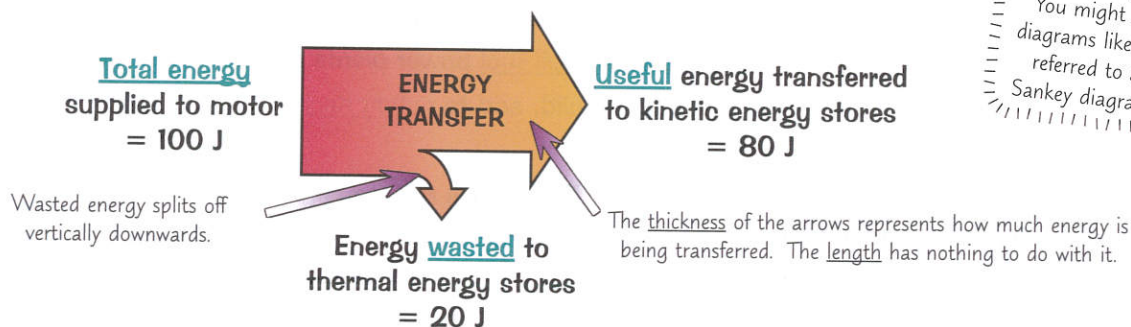 You might
diagrams like
referred to
Sankey
Total energy
supplied to motor
= 100 J
ENERGY
TRANSFER
Useful energy transferred
to kinetic energy stores
= 80 J
Wasted energy splits off
vertically downwards.
Energy wasted to
thermal energy stores
= 20 J
The thickness of the arrows represents how much energy is
being transferred. The length has nothing to do with it.